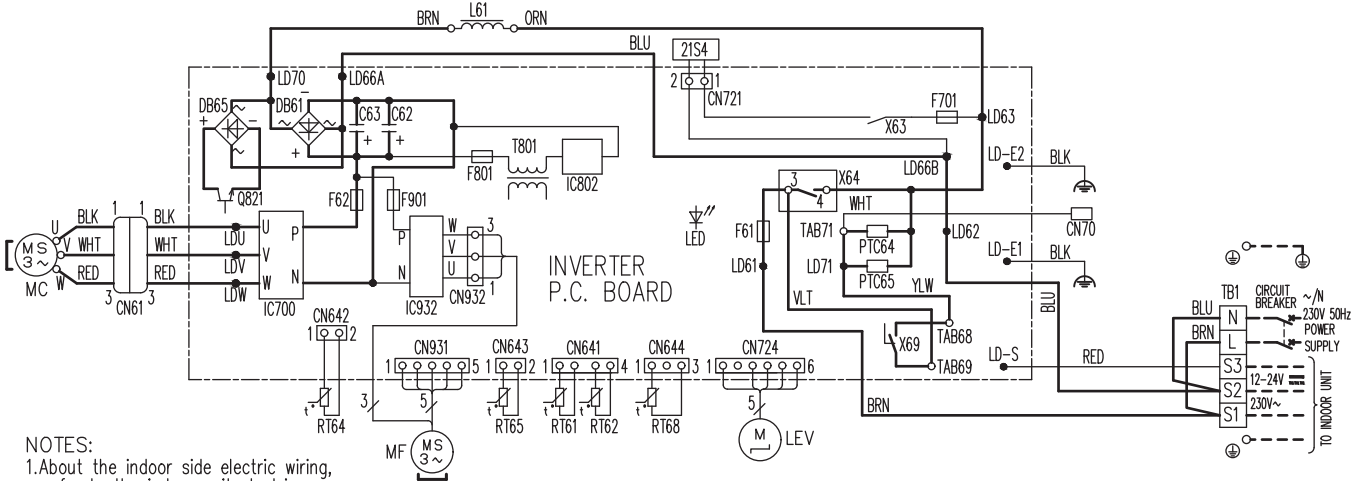 BRN L61 ORN
BLU
21S4
2 1
CN721
LD70 LD66A
DB65 DB61
~ − ~
+ − ~ ~
~ +
C63 C62
+ +
F701
X63 LD63
T801
F801 IC802
LD66B
LD-E2 BLK
Q821
F62 F901
3 X64
4
WHT
LED
F61
TAB71 PTC64
CN70
LD62
LD61 LD71
PTC65
YLW
VLT
LD-E1 BLK
U BLK 1 1 BLK LDU U P
V WHT WHT LDV V
W RED 3 3 RED LDW W N
MS
3~
MC
CN61
IC700
P W 3
V
N U 1
IC932 CN932
INVERTER
P.C. BOARD
BLU
X69 TAB68
TAB69
LD-S RED
TB1 CIRCUIT BREAKER ~/N
BLU N 230V 50Hz
BRN L POWER SUPPLY
S3
12-24V
S2
230V~
S1
TO INDOOR UNIT
BRN
CN642
1 2
CN931
1 5
CN643
1 2
CN641
1 4
CN644
1 3
CN724
1 6
t° RT64
3 5
t° RT65
t° RT61
t° RT62
t° RT68
5
MF MS
3~
M LEV
NOTES:
1.About the indoor side electric wiring,